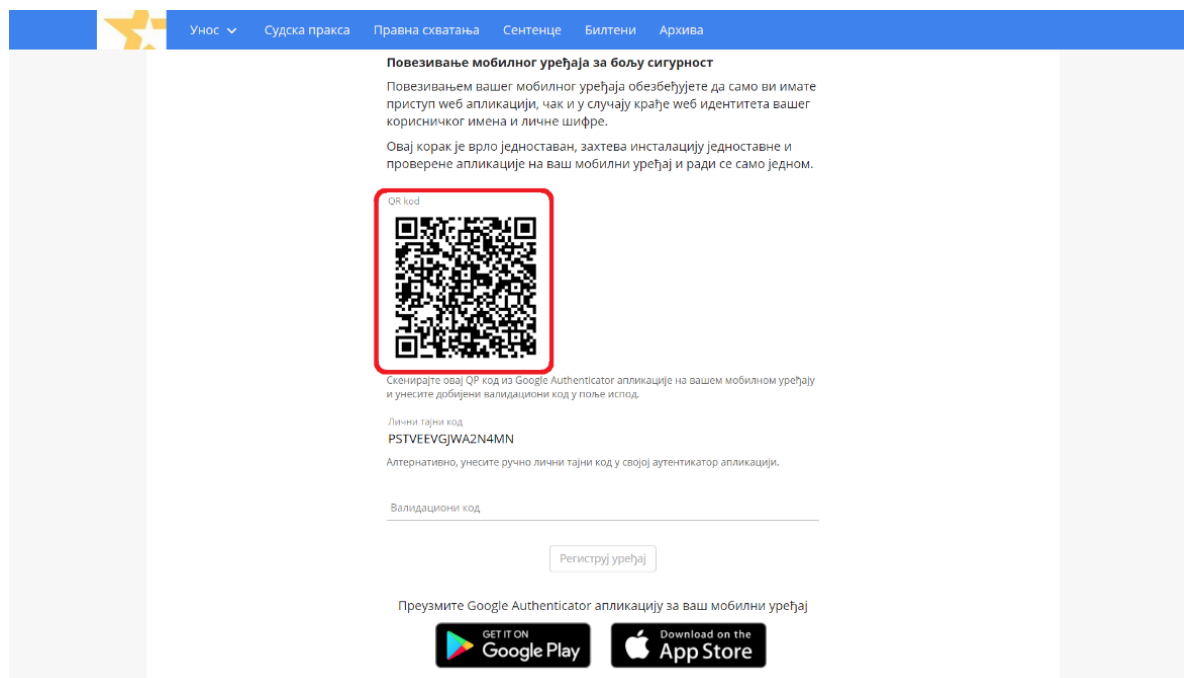 Унос Судска пракса Правна схватања Сентенце Билтени Архива
Повезивање мобилног уређаја за бољу сигурност
Повезивањем вашег мобилног уређаја обезбеђујете да само ви имате
приступ wеб апликацији, чак и у случају крађе wеб идентитета вашег
корисничког имена и личне шифре.
Овај корак је врло једноставан, захтева инсталацију једноставне и
проверене апликације на ваш мобилни уређај и ради се само једном.
QR kod
Скенирајте овај QР код из Google Authenticator апликације на вашем мобилном уређају
и унесите добијени валидациони код у поље испод.
Лични тајни код
PSTVEEVGJWA2N4MN
Алтернативно, унесите ручно лични тајни код у својој аутентикатор апликацији.
Валидациони код
Региструј уређај
Преузмите Google Authenticator апликацију за ваш мобилни уређај
GET IT ON
Google Play
Download on the
App Store